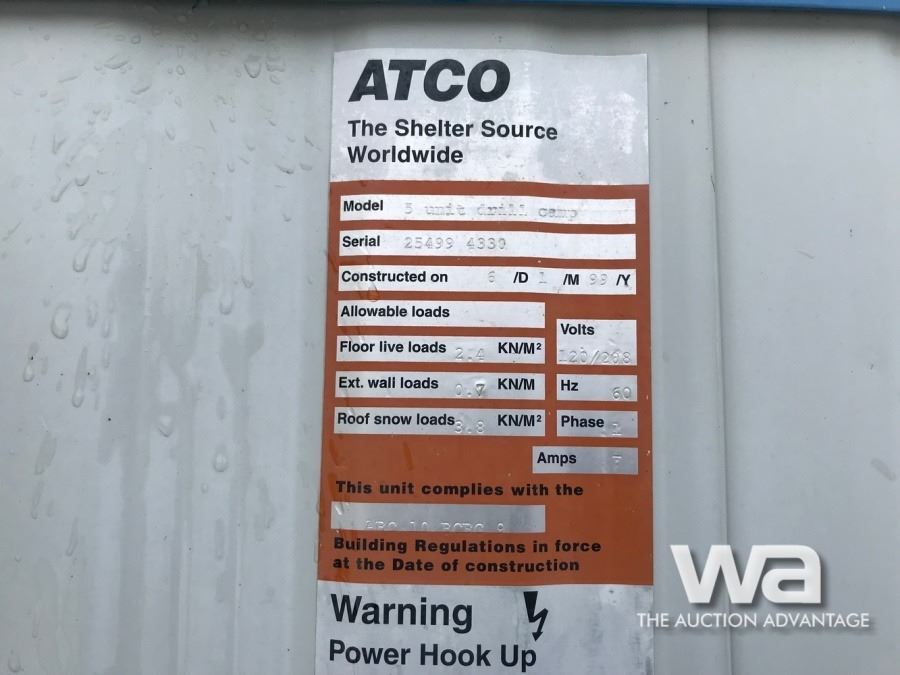 ATCO
The Shelter Source
Worldwide
Model 5 unit drill camp
Serial 25499 4330
Constructed on 6 /D 1 /M 99 /Y
Allowable loads
Volts
Floor live loads 2.4 KN/M²
120/208
Ext. wall loads 0.7 KN/M
Hz 60
Roof snow loads 3.8 KN/M²
Phase 1
Amps
This unit complies with the
Building Regulations in force
at the Date of construction
Warning
Power Hook Up
wa
THE AUCTION ADVANTAGE